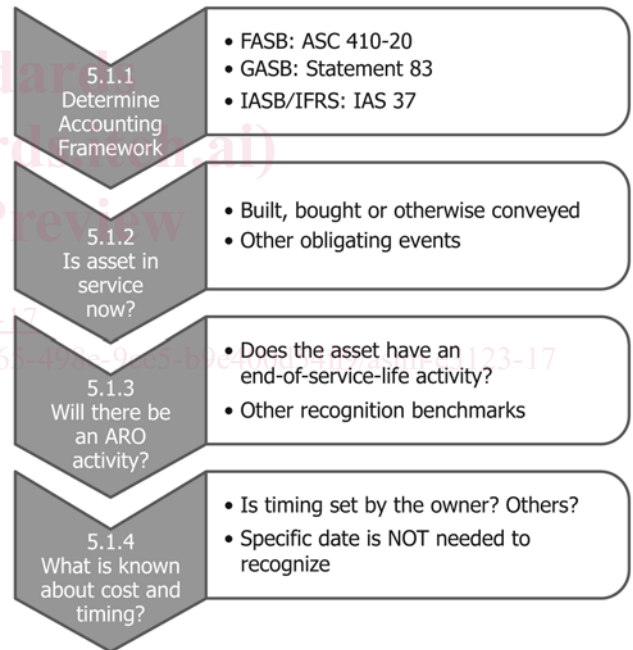 5.1.1
Determine
Accounting
Framework
• FASB: ASC 410-20
• GASB: Statement 83
• IASB/IFRS: IAS 37
5.1.2
Is asset in
service
now?
• Built, bought or otherwise conveyed
• Other obligating events
5.1.3
Will there be
an ARO
activity?
• Does the asset have an
end-of-service-life activity?
• Other recognition benchmarks
5.1.4
What is known
about cost and
timing?
• Is timing set by the owner? Others?
• Specific date is NOT needed to
recognize